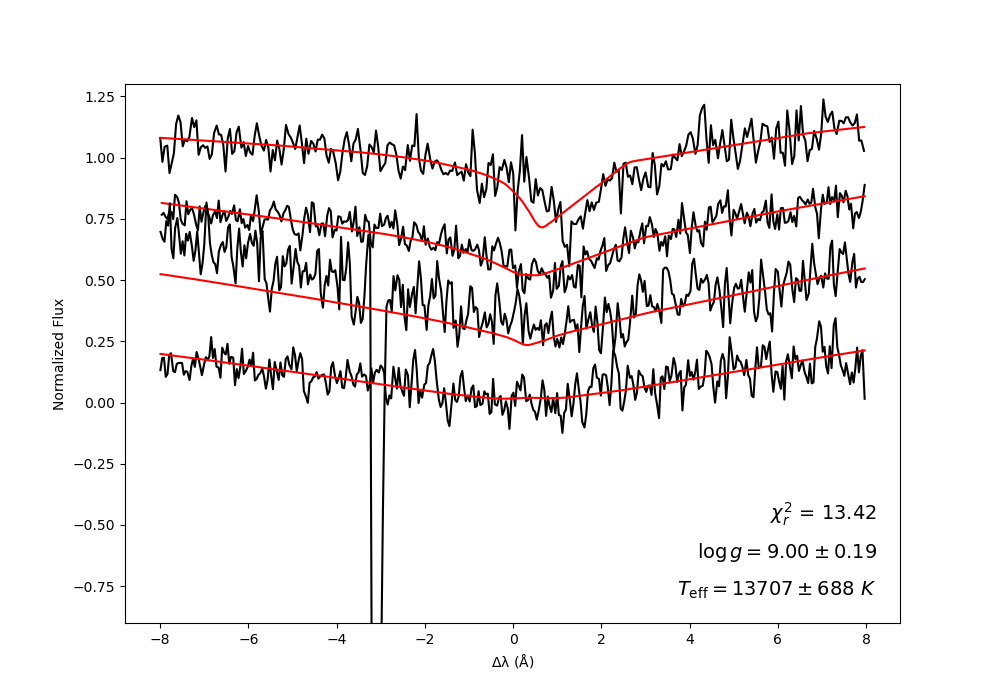 Normalized Flux
1.25
1.00
0.75
0.50
0.25
0.00
−0.25
−0.50
−0.75
χ²ᵣ = 13.42
log g = 9.00 ± 0.19
T_eff = 13707 ± 688 K
−8 −6 −4 −2 0 2 4 6 8
Δλ (Å)